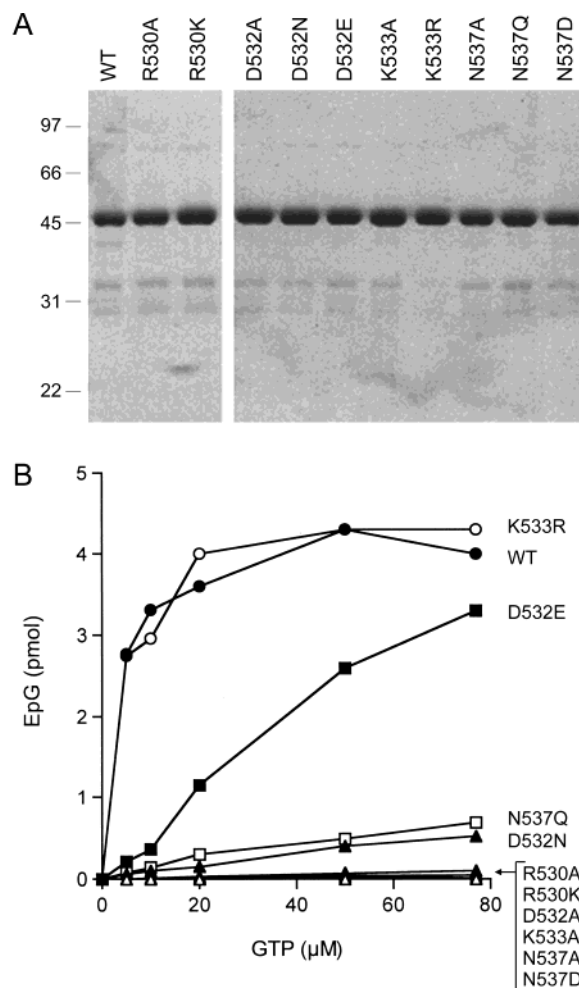 A
WT
R530A
R530K
D532A
D532N
D532E
K533A
K533R
N537A
N537Q
N537D
97
66
45
31
22
B
EpG (pmol)
5
4
3
2
1
0
0
20
40
60
80
GTP (µM)
K533R
WT
D532E
N537Q
D532N
R530A
R530K
D532A
K533A
N537A
N537D